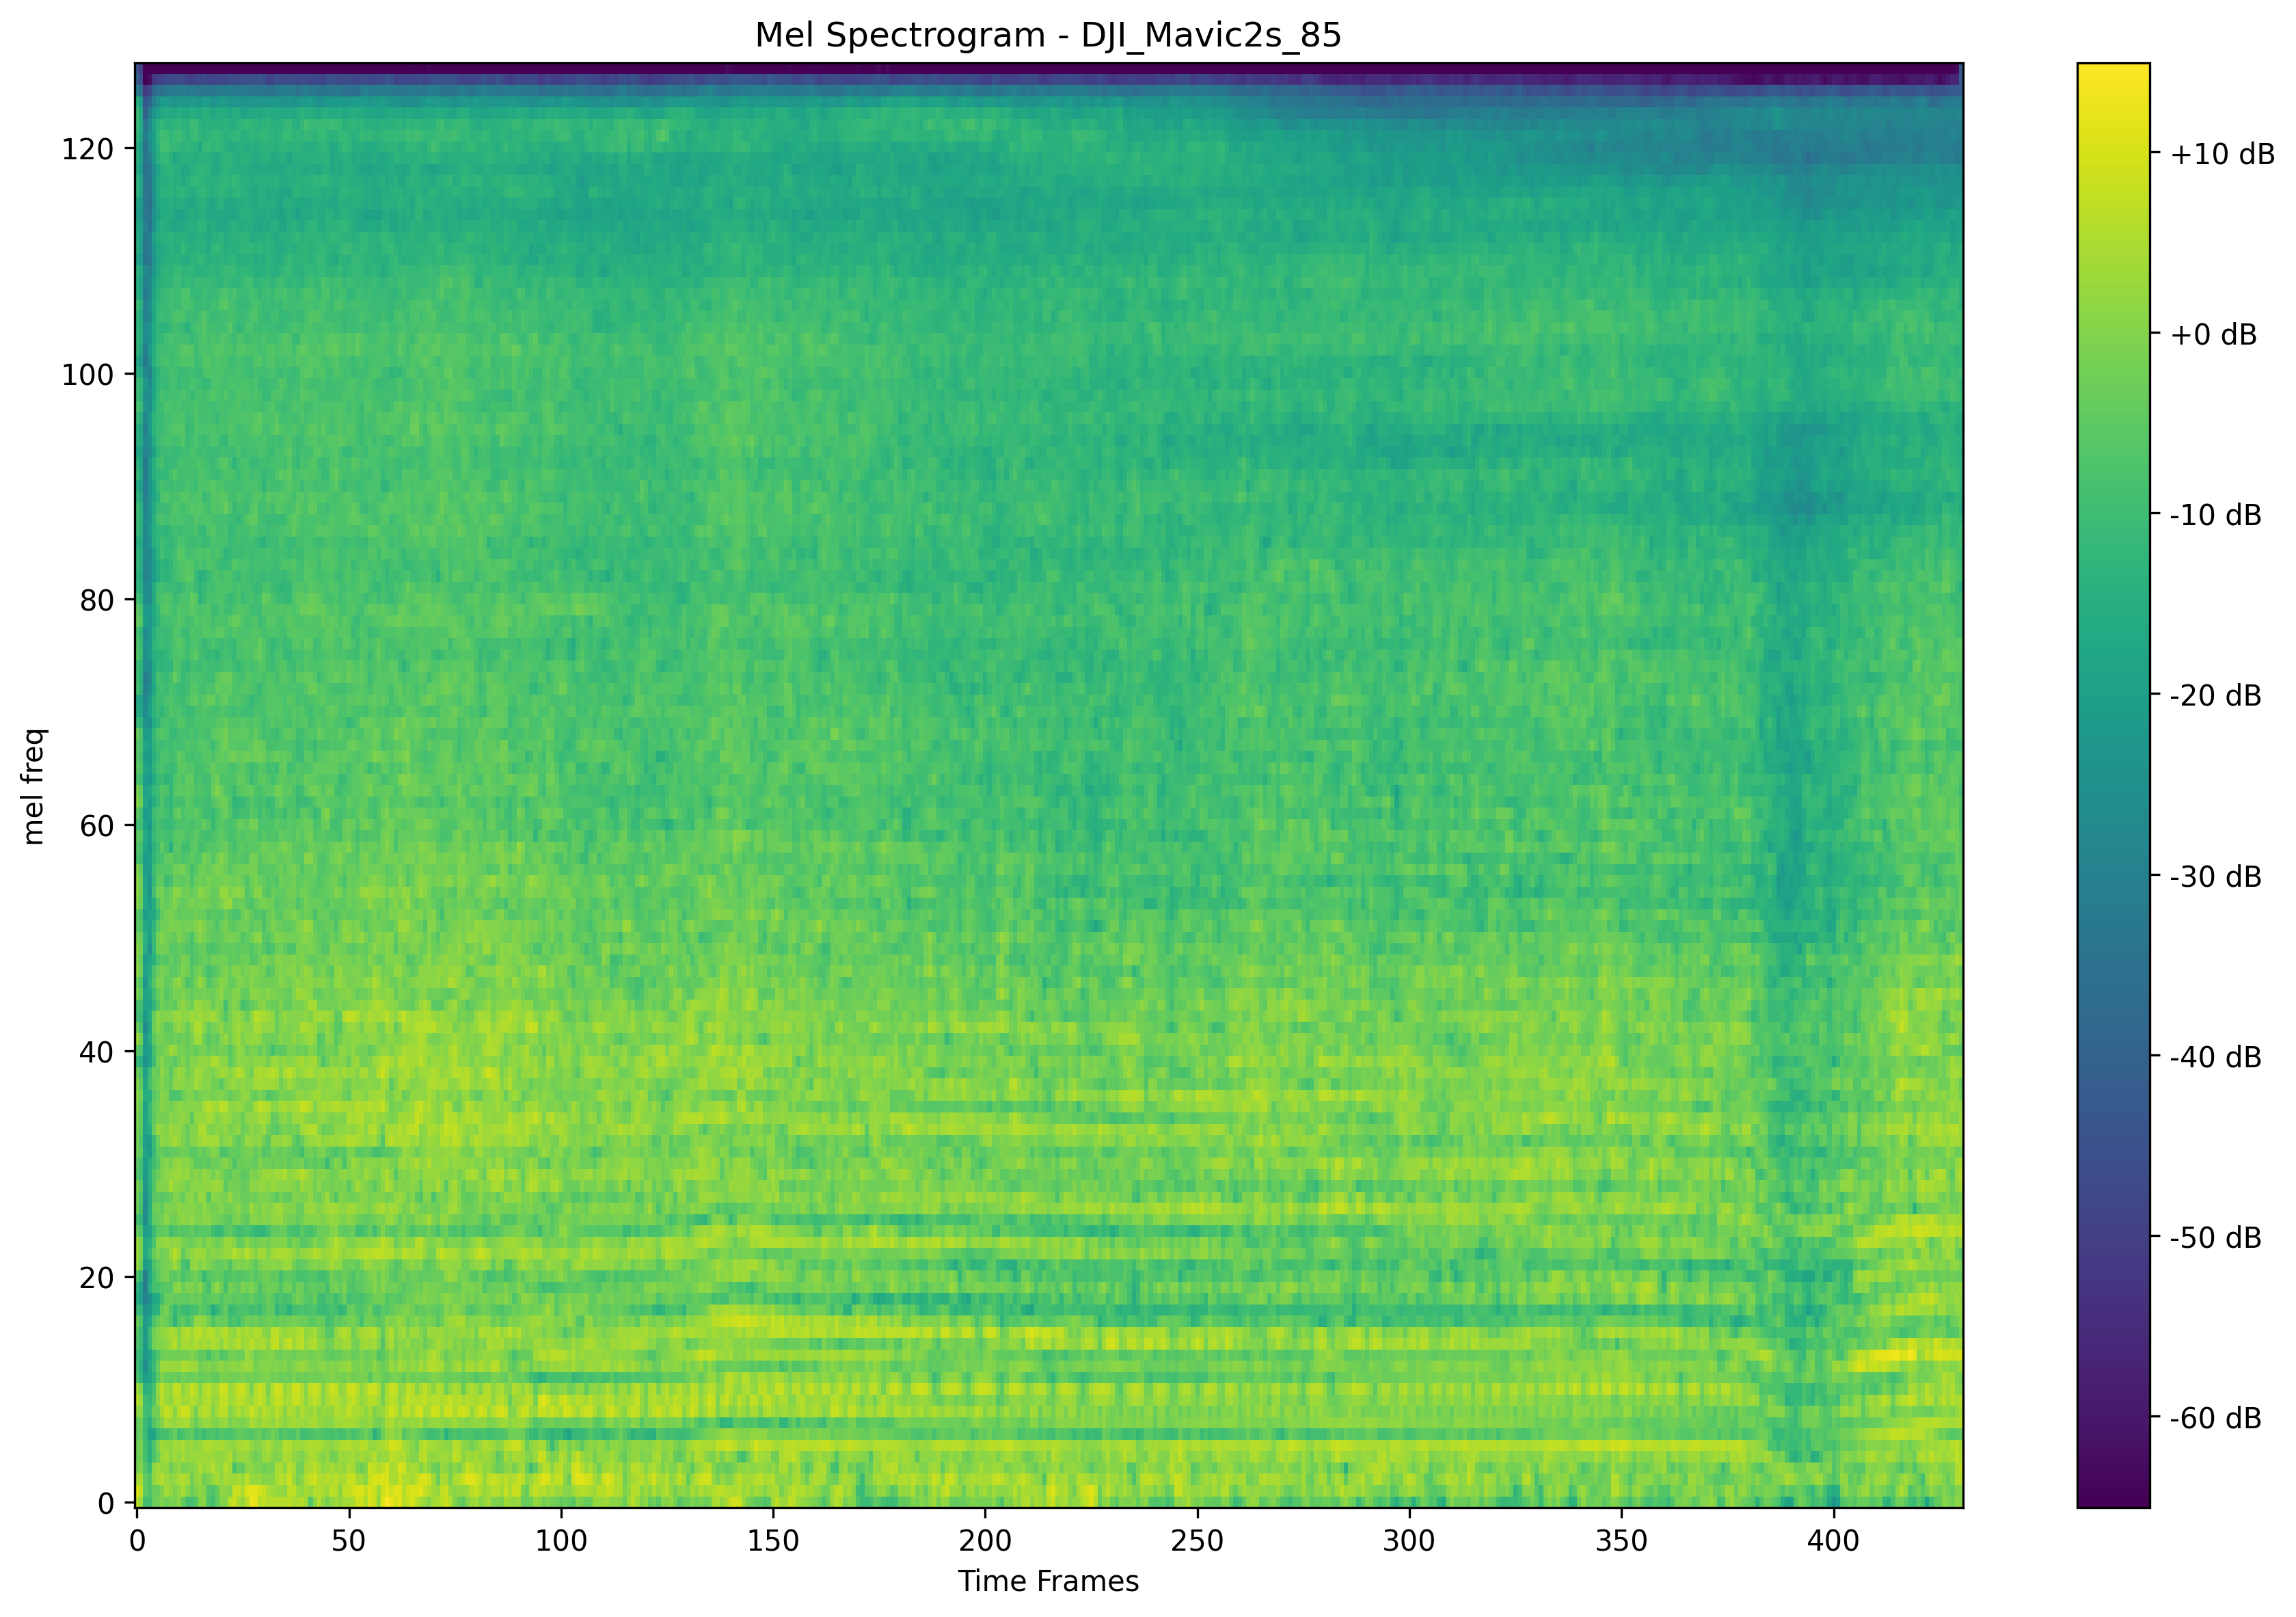 Mel Spectrogram - DJI_Mavic2s_85
120
100
80
60
40
20
0
mel freq
0 50 100 150 200 250 300 350 400
Time Frames
+10 dB
+0 dB
-10 dB
-20 dB
-30 dB
-40 dB
-50 dB
-60 dB